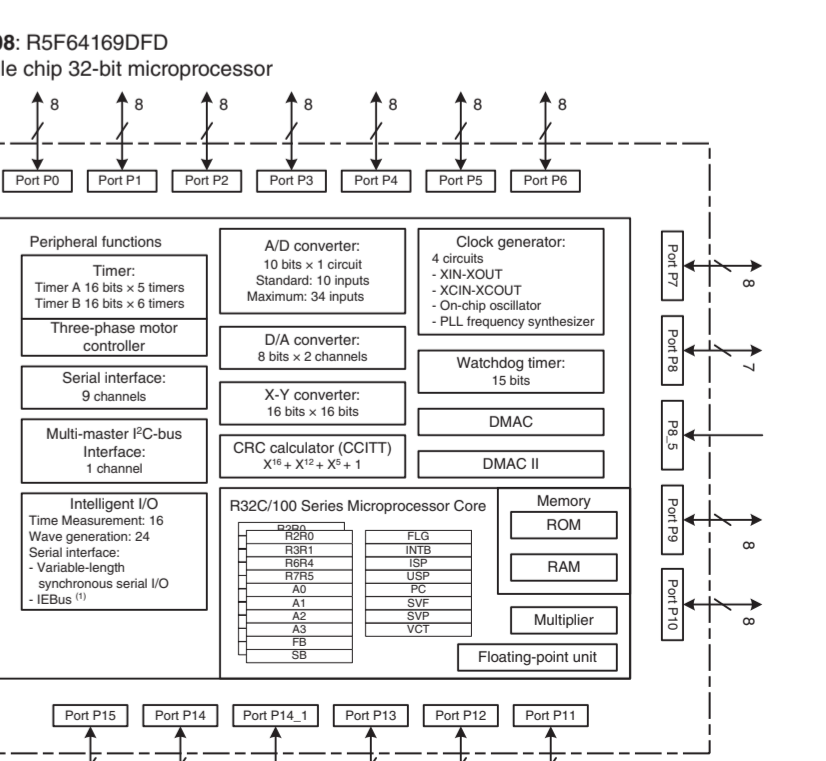 08: R5F64169DFD
le chip 32-bit microprocessor
8 8 8 8 8 8 8
Port P0 Port P1 Port P2 Port P3 Port P4 Port P5 Port P6
Peripheral functions
Timer:
Timer A 16 bits × 5 timers
Timer B 16 bits × 6 timers
Three-phase motor
controller
Serial interface:
9 channels
Multi-master I²C-bus
Interface:
1 channel
Intelligent I/O
Time Measurement: 16
Wave generation: 24
Serial interface:
- Variable-length
synchronous serial I/O
- IEBus (1)
A/D converter:
10 bits × 1 circuit
Standard: 10 inputs
Maximum: 34 inputs
D/A converter:
8 bits × 2 channels
X-Y converter:
16 bits × 16 bits
CRC calculator (CCITT)
X¹⁶ + X¹² + X⁵ + 1
Clock generator:
4 circuits
- XIN-XOUT
- XCIN-XCOUT
- On-chip oscillator
- PLL frequency synthesizer
Watchdog timer:
15 bits
DMAC
DMAC II
R32C/100 Series Microprocessor Core
R2R0
R2R0
R3R1
R6R4
R7R5
A0
A1
A2
A3
FB
SB
FLG
INTB
ISP
USP
PC
SVF
SVP
VCT
Memory
ROM
RAM
Multiplier
Floating-point unit
Port P7
8
Port P8
7
P8_5
Port P9
8
Port P10
8
Port P15 Port P14 Port P14_1 Port P13 Port P12 Port P11